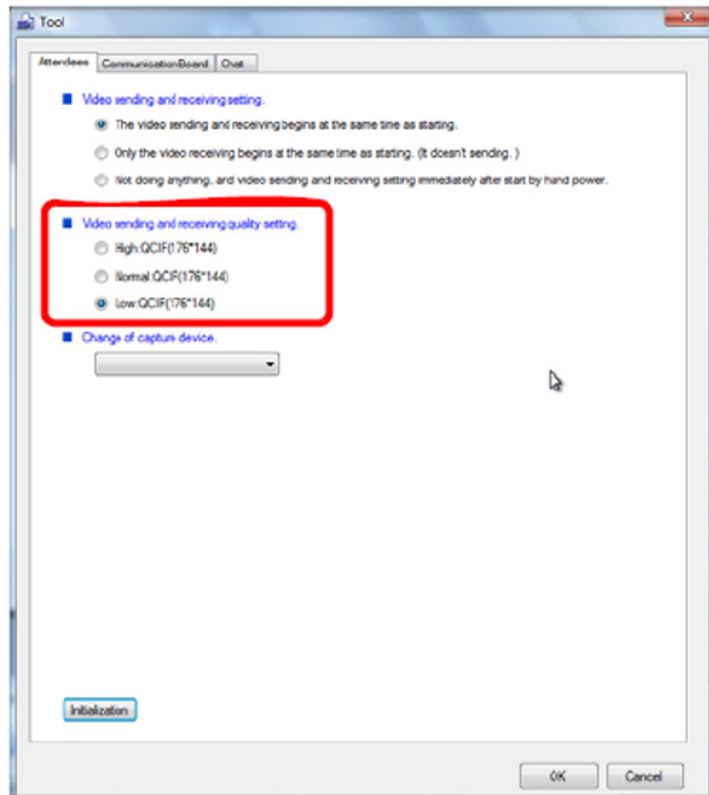 Tool
Attendees CommunicationBoard Chat
Video sending and receiving setting.
The video sending and receiving begins at the same time as starting.
Only the video receiving begins at the same time as starting. (It doesn't sending. )
Not doing anything, and video sending and receiving setting immediately after start by hand power.
Video sending and receiving quality setting.
High:QCIF(176*144)
Normal:QCIF(176*144)
Low:QCIF(176*144)
Change of capture device.
Initialization
OK Cancel